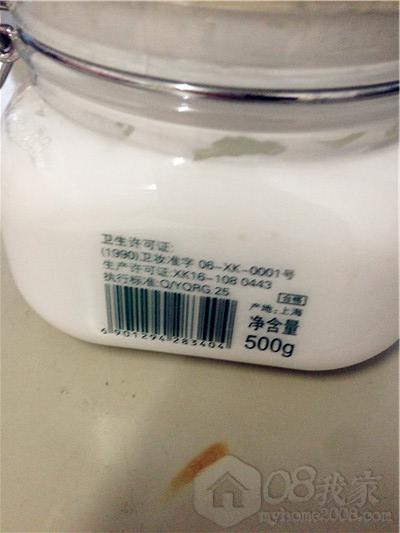 卫生许可证:
(1990)卫妆准字 06-XK-0001号
生产许可证:XK16-108 0443
执行标准:Q/YQRG 25
合格
产地:上海
净含量
500g
6 901294 283404
08我家
myhome2008.com